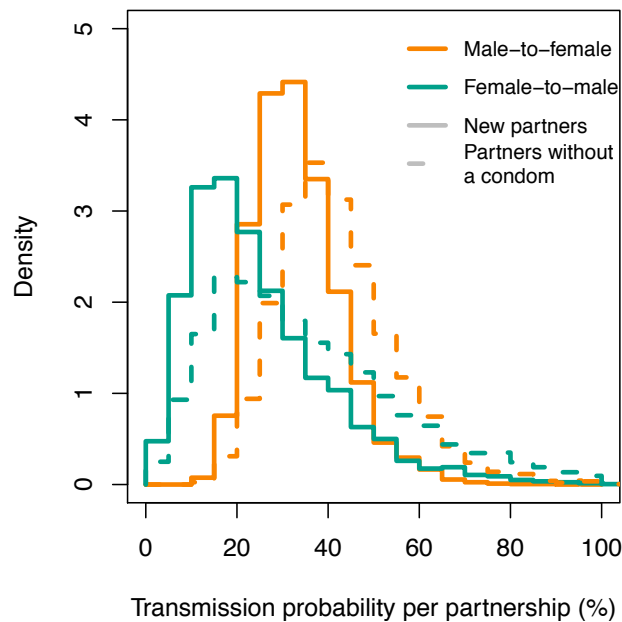 Male−to−female
Female−to−male
New partners
Partners without
a condom
Density
5
4
3
2
1
0
0 20 40 60 80 100
Transmission probability per partnership (%)